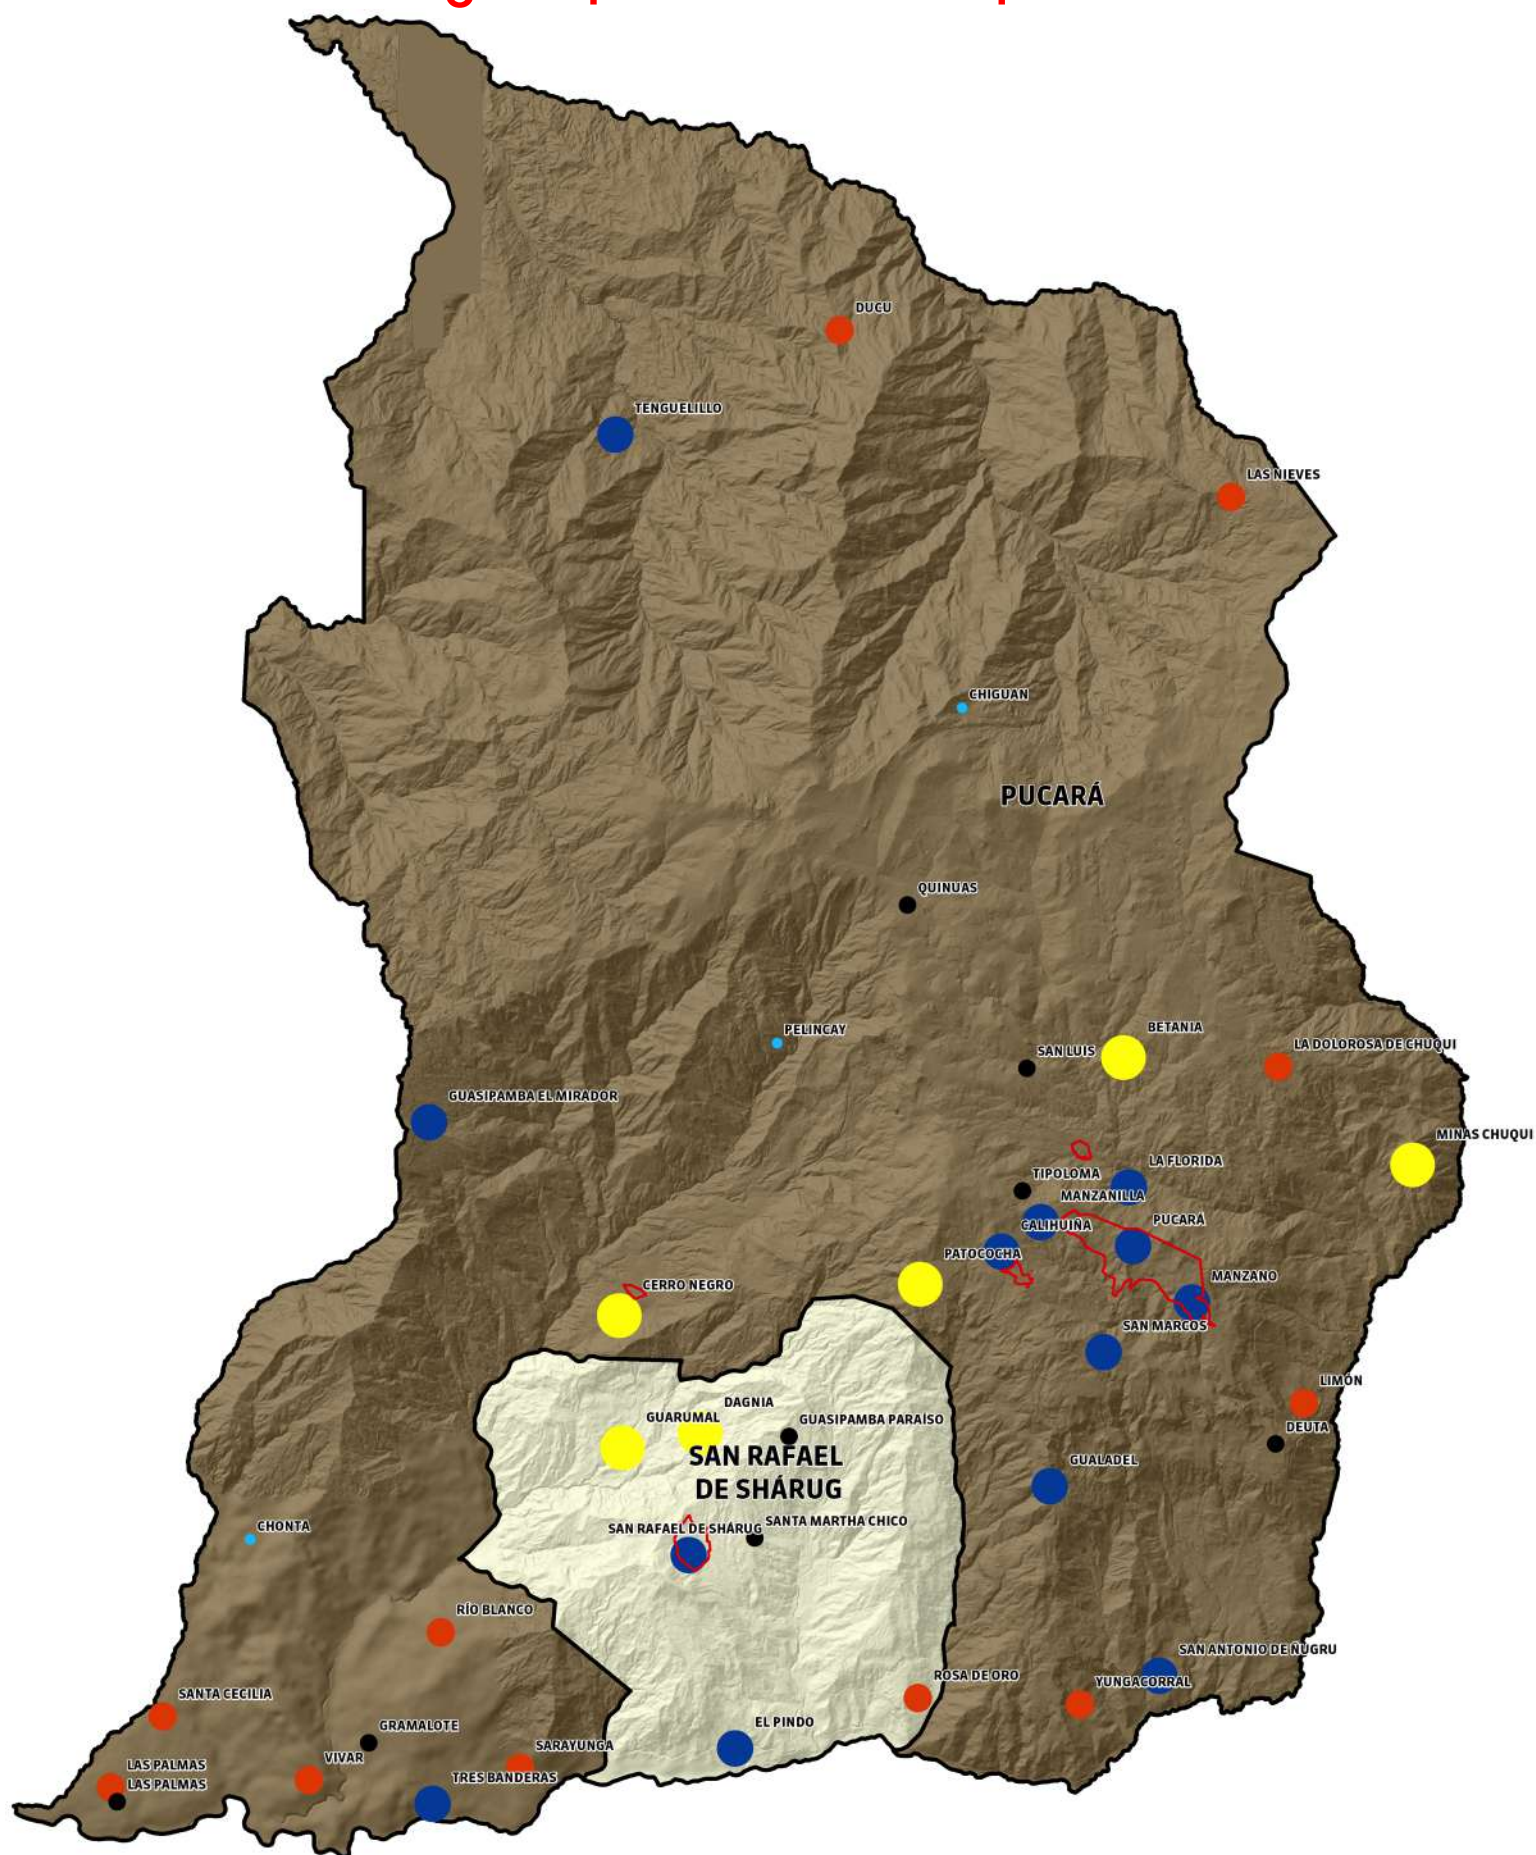 DUCU
TENGUELILLO
LAS NIEVES
CHIGUAN
PUCARÁ
QUINUAS
PELINCAY
BETANIA
SAN LUIS
LA DOLOROSA DE CHUQUI
GUASIPAMBA EL MIRADOR
MINAS CHUQUI
LA FLORIDA
TIPOLOMA
MANZANILLA
PUCARÁ
CALIHUIÑA
PATOCOCHA
MANZANO
CERRO NEGRO
SAN MARCOS
LIMÓN
DAGNIA
GUARUMAL
GUASIPAMBA PARAÍSO
DEUTA
SAN RAFAEL
DE SHÁRUG
GUALADEL
SANTA MARTHA CHICO
CHONTA
SAN RAFAEL DE SHÁRUG
RÍO BLANCO
SAN ANTONIO DE ÑUGRU
ROSA DE ORO
YUNGACORRAL
SANTA CECILIA
EL PINDO
GRAMALOTE
SARAYUNGA
VIVAR
LAS PALMAS
TRES BANDERAS
LAS PALMAS